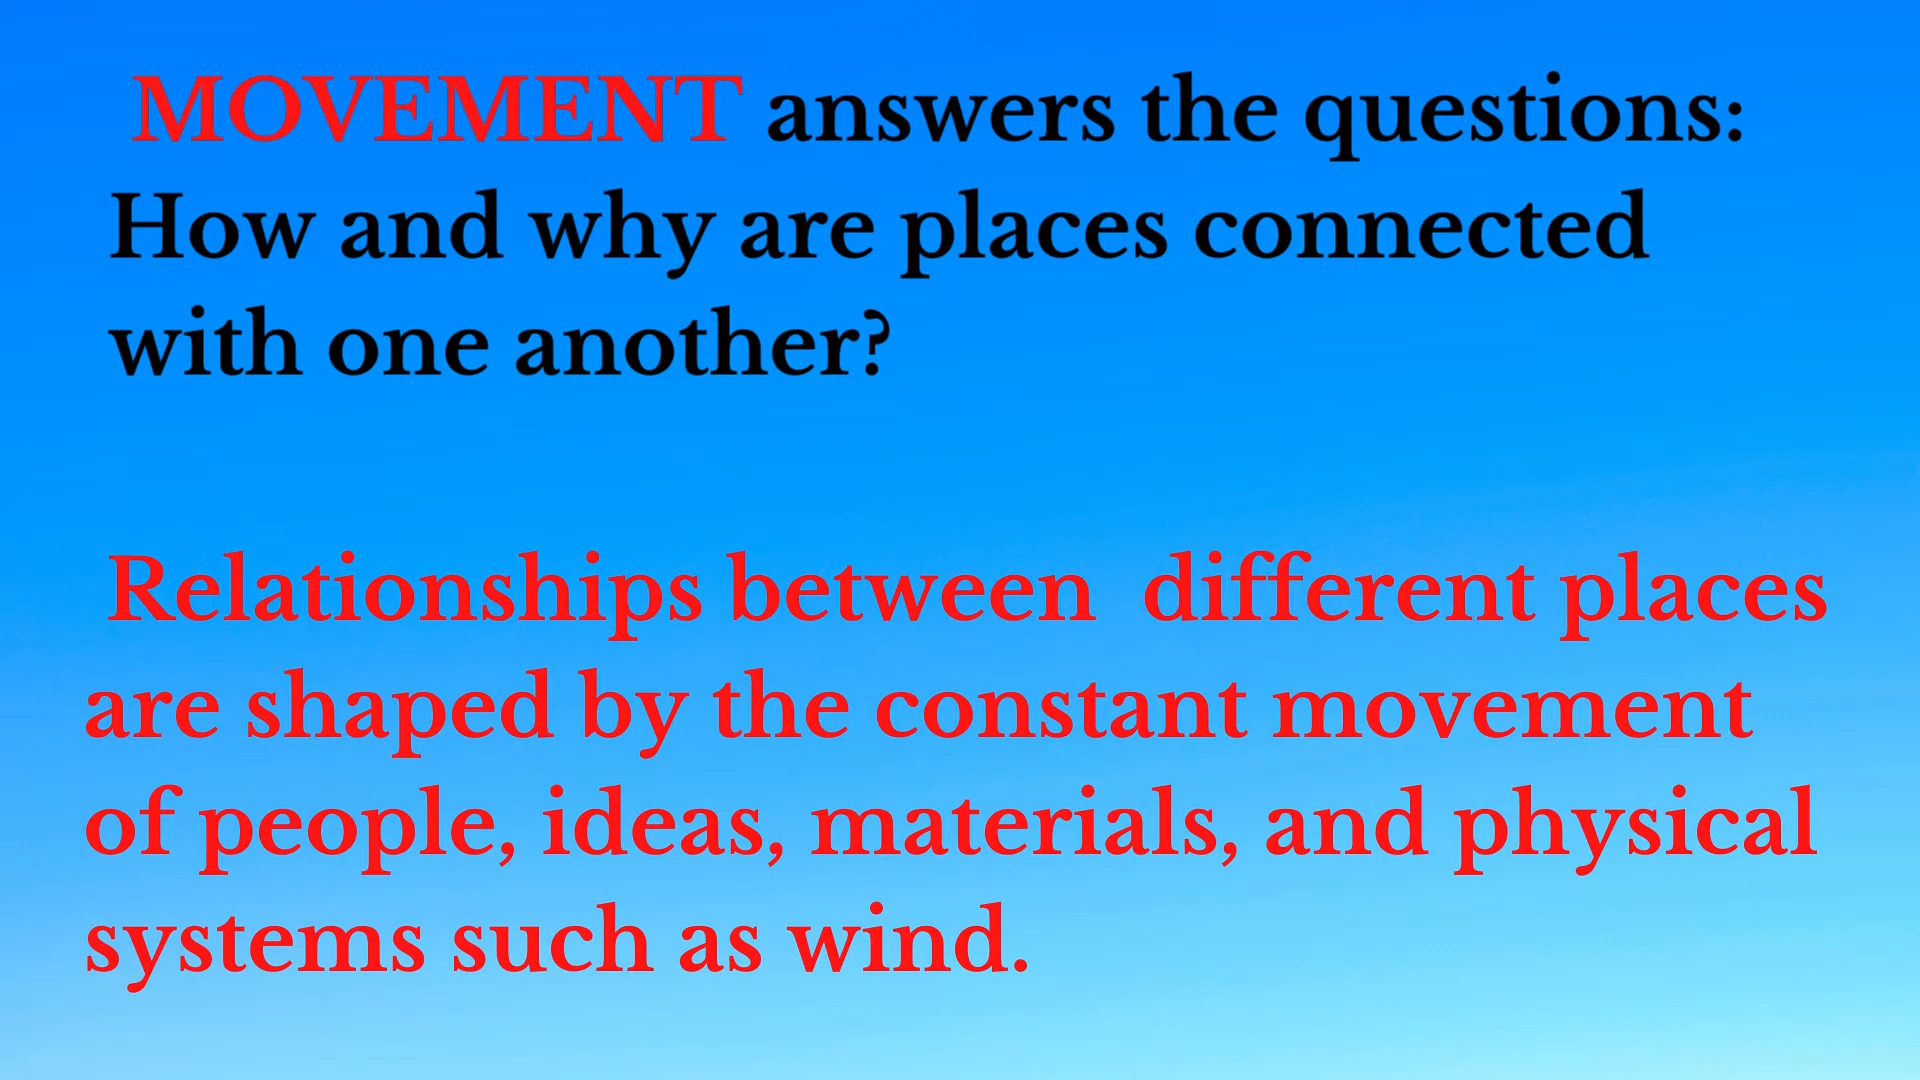 MOVEMENT answers the questions:
How and why are places connected
with one another?
Relationships between  different places
are shaped by the constant movement
of people, ideas, materials, and physical
systems such as wind.